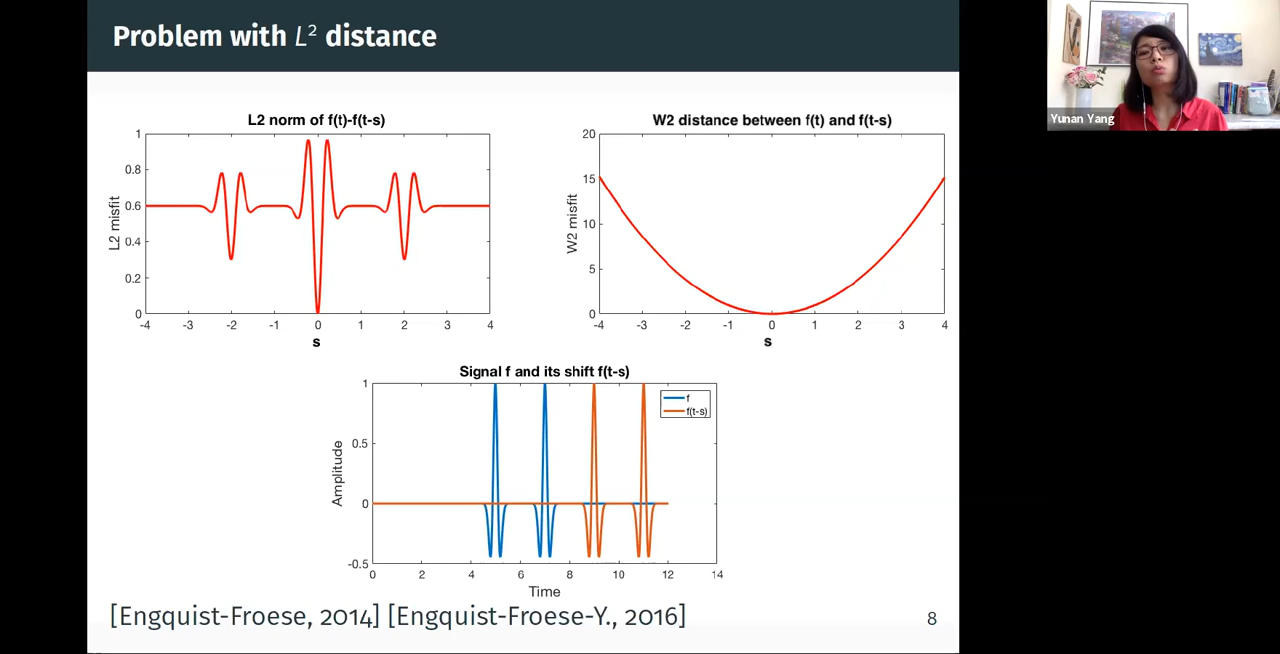 Problem with L² distance
Yunan Yang
L2 norm of f(t)-f(t-s)
1
0.8
0.6
0.4
0.2
0
L2 misfit
-4 -3 -2 -1 0 1 2 3 4
s
W2 distance between f(t) and f(t-s)
20
15
10
5
0
W2 misfit
-4 -3 -2 -1 0 1 2 3 4
s
Signal f and its shift f(t-s)
1
0.5
0
-0.5
Amplitude
f
f(t-s)
0 2 4 6 8 10 12 14
Time
[Engquist-Froese, 2014] [Engquist-Froese-Y., 2016]
8